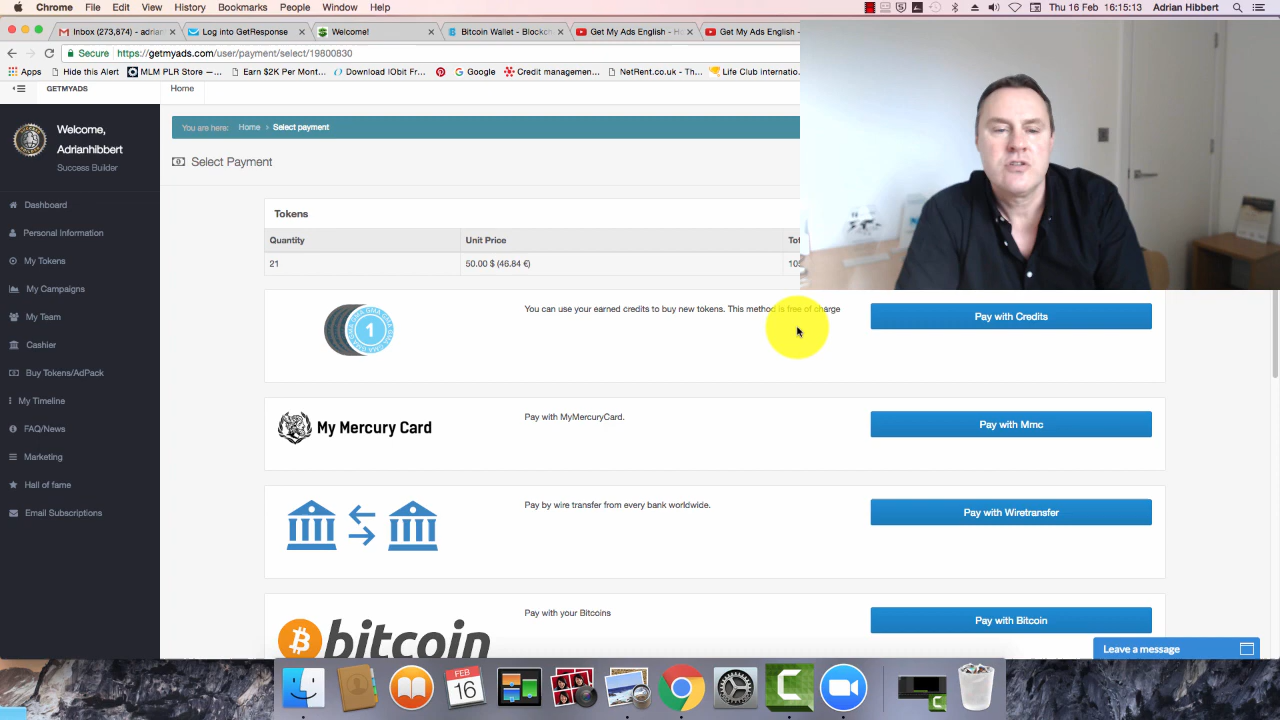 Chrome File Edit View History Bookmarks People Window Help
Thu 16 Feb 16:15:13 Adrian Hibbert
Inbox (273,674) - adrian
Log into GetResponse
Welcome!
Bitcoin Wallet - Blockch
Get My Ads English - Ho
Get My Ads English -
Secure
https://getmyads.com/user/payment/select/19800830
Apps
Hide this Alert
MLM PLR Store —...
Earn $2K Per Mont...
Download IObit Fr...
Google
Credit managemen...
NetRent.co.uk - Th...
Life Club Internatio...
GETMYADS
Home
Welcome,
Adrianhibbert
Success Builder
You are here: Home > Select payment
Select Payment
Dashboard
Personal Information
My Tokens
My Campaigns
My Team
Cashier
Buy Tokens/AdPack
My Timeline
FAQ/News
Marketing
Hall of fame
Email Subscriptions
Tokens
Quantity
Unit Price
21
50.00 $ (46.84 €)
1
You can use your earned credits to buy new tokens. This method is free of charge
Pay with Credits
My Mercury Card
Pay with MyMercuryCard.
Pay with Mmc
Pay by wire transfer from every bank worldwide.
Pay with Wiretransfer
bitcoin
Pay with your Bitcoins
Pay with Bitcoin
Leave a message
FEB
16